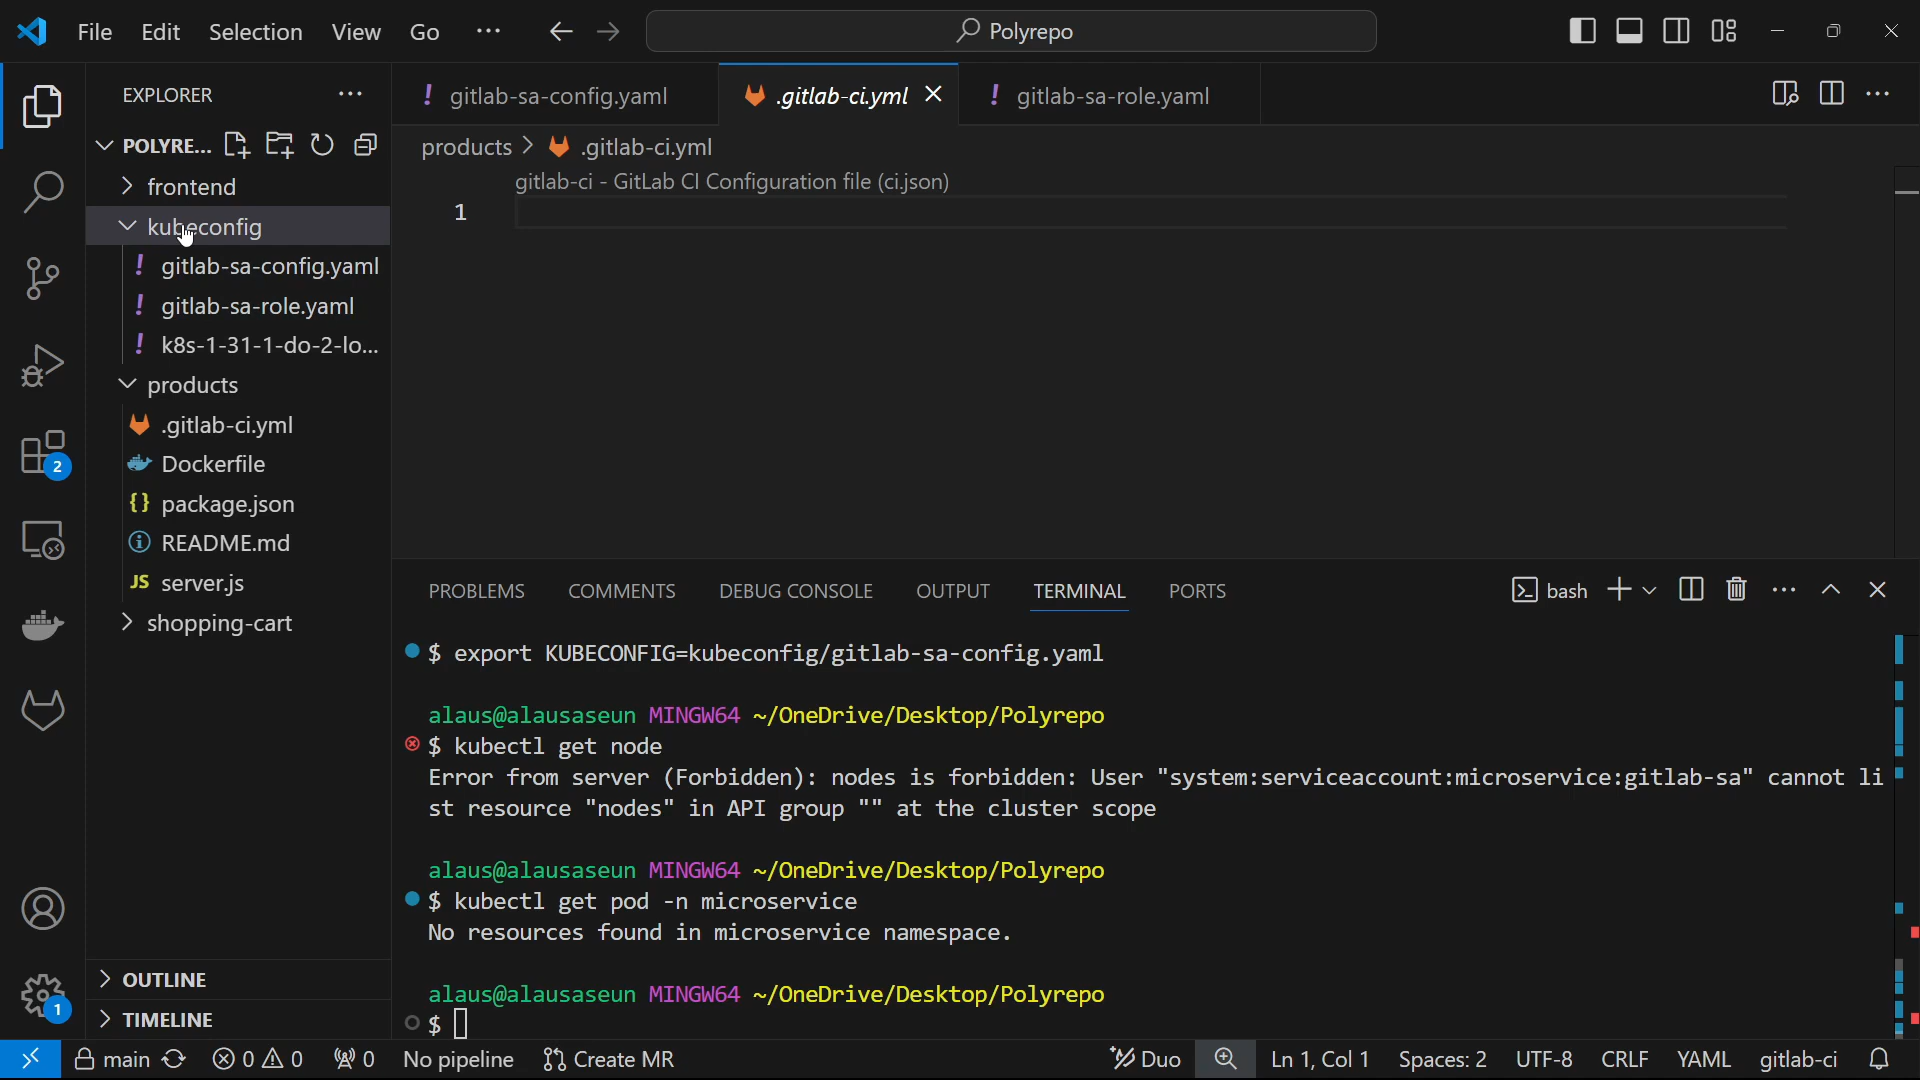 File Edit Selection View Go ··· Polyrepo
EXPLORER
POLYRE...
frontend
kubeconfig
! gitlab-sa-config.yaml
! gitlab-sa-role.yaml
! k8s-1-31-1-do-2-lo...
products
.gitlab-ci.yml
Dockerfile
{} package.json
README.md
JS server.js
shopping-cart
OUTLINE
TIMELINE
2
1
! gitlab-sa-config.yaml .gitlab-ci.yml ! gitlab-sa-role.yaml
products > .gitlab-ci.yml
gitlab-ci - GitLab CI Configuration file (ci.json)
1
PROBLEMS COMMENTS DEBUG CONSOLE OUTPUT TERMINAL PORTS bash
$ export KUBECONFIG=kubeconfig/gitlab-sa-config.yaml
alaus@alausaseun MINGW64 ~/OneDrive/Desktop/Polyrepo
$ kubectl get node
Error from server (Forbidden): nodes is forbidden: User "system:serviceaccount:microservice:gitlab-sa" cannot li
st resource "nodes" in API group "" at the cluster scope
alaus@alausaseun MINGW64 ~/OneDrive/Desktop/Polyrepo
$ kubectl get pod -n microservice
No resources found in microservice namespace.
alaus@alausaseun MINGW64 ~/OneDrive/Desktop/Polyrepo
$
main 0 0 0 No pipeline Create MR Duo Ln 1, Col 1 Spaces: 2 UTF-8 CRLF YAML gitlab-ci